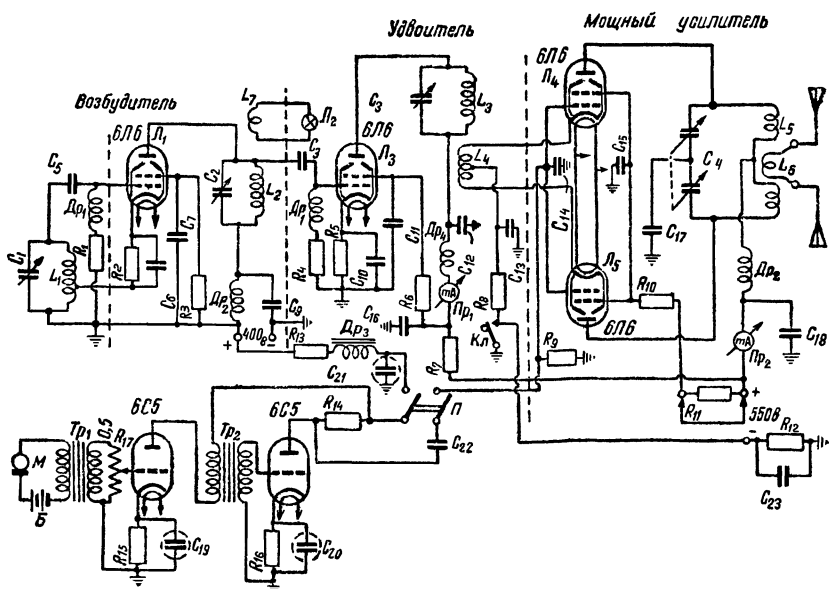 Возбудитель
Удвоитель
Мощный усилитель
6Л6 Л1
L7
Л2
6Л6
Л3
6Л6
Л4
C3
L3
C5
C2
L2
C3
Др1
C7
Др1
L4
C15
C4
L5
L6
C1
L1
R1
R2
C6
R3
Др2
C9
R4
R5
C10
C11
R6
Др4
C12
Пр1
mA
C13
R8
C14
C17
Л5
6Л6
R10
Др2
mA
Пр2
C18
+ 400в –
R13
Др3
C16
R7
Кл
R9
C21
R11
+
550в
–
R12
C23
6С5
Тр1
R17
0,5
М
Б
R15
C19
Тр2
6С5
R14
П
C22
R16
C20